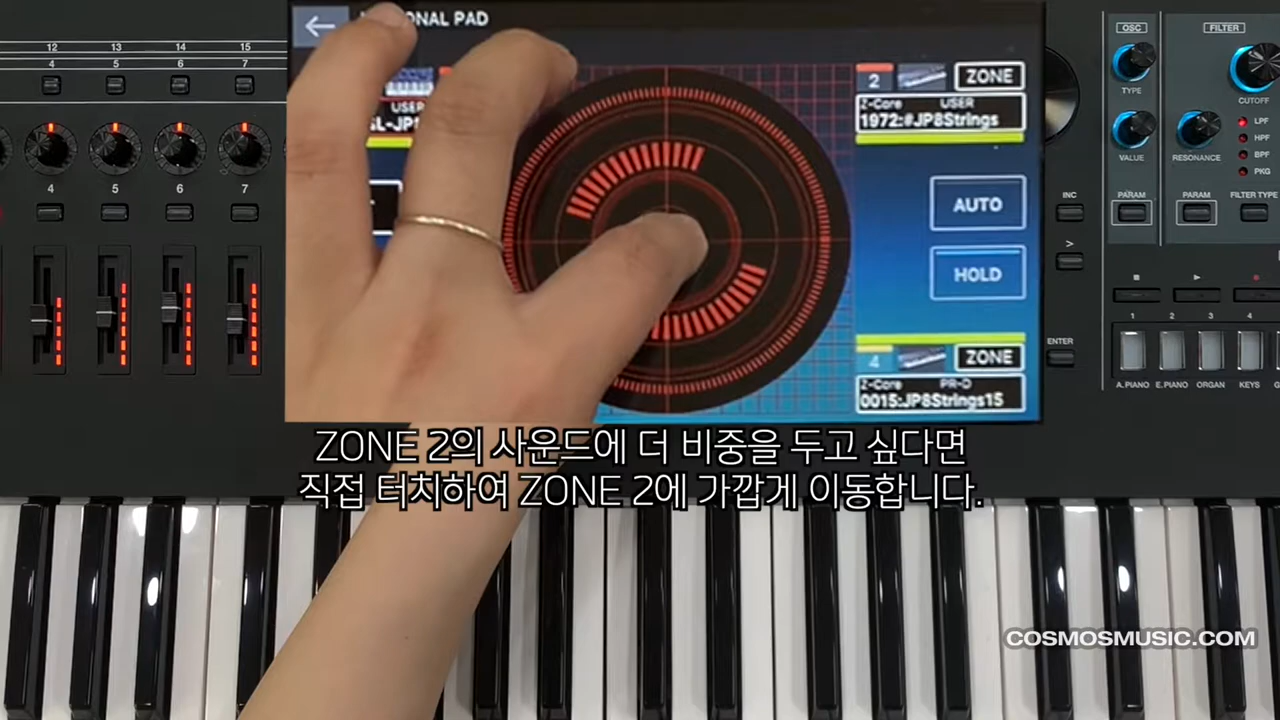 12
13
14
15
4
5
6
7
4
5
6
7
ONAL PAD
USER
L-JP
2
ZONE
Z-Core USER
1972:#JP8Strings
AUTO
HOLD
4
ZONE
Z-Core PR-D
0015:JP8Strings15
OSC
TYPE
VALUE
PARAM
FILTER
CUTOFF
LPF
HPF
BPF
PKG
RESONANCE
PARAM
FILTER TYPE
INC
>
ENTER
1
2
3
4
A. PIANO
E. PIANO
ORGAN
KEYS
ZONE 2의 사운드에 더 비중을 두고 싶다면
직접 터치하여 ZONE 2에 가깝게 이동합니다.
COSMOSMUSIC.COM